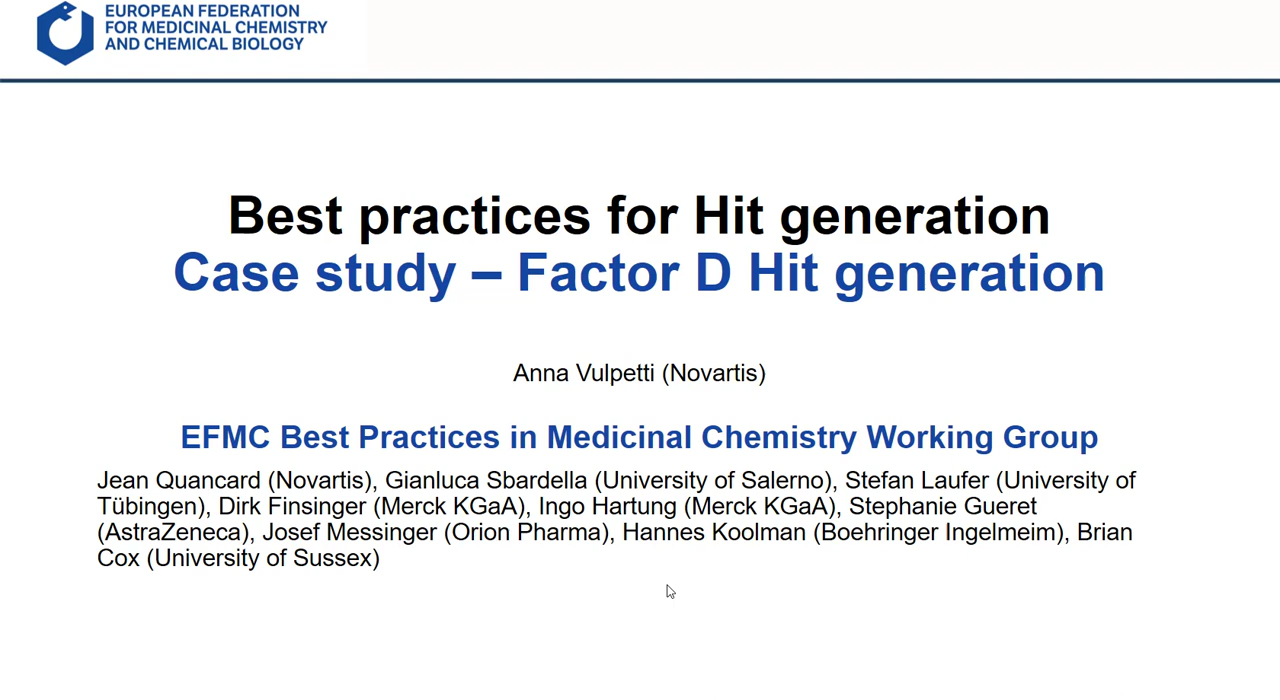 EUROPEAN FEDERATION
FOR MEDICINAL CHEMISTRY
AND CHEMICAL BIOLOGY
Best practices for Hit generation
Case study – Factor D Hit generation
Anna Vulpetti (Novartis)
EFMC Best Practices in Medicinal Chemistry Working Group
Jean Quancard (Novartis), Gianluca Sbardella (University of Salerno), Stefan Laufer (University of
Tübingen), Dirk Finsinger (Merck KGaA), Ingo Hartung (Merck KGaA), Stephanie Gueret
(AstraZeneca), Josef Messinger (Orion Pharma), Hannes Koolman (Boehringer Ingelmeim), Brian
Cox (University of Sussex)